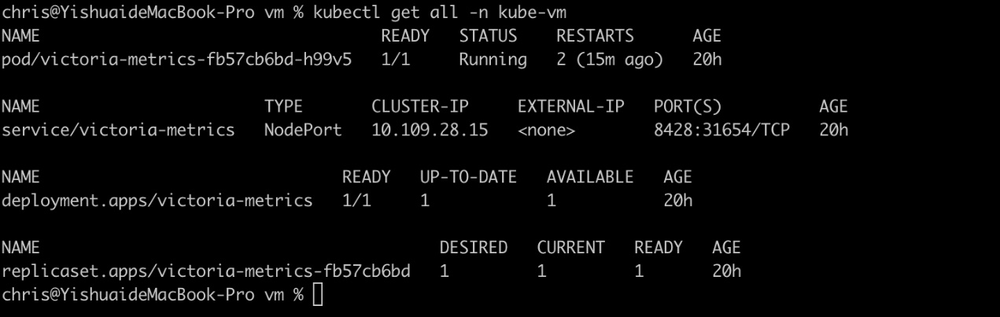 chris@YishuaideMacBook-Pro vm % kubectl get all -n kube-vm
NAME READY STATUS RESTARTS AGE
pod/victoria-metrics-fb57cb6bd-h99v5 1/1 Running 2 (15m ago) 20h
NAME TYPE CLUSTER-IP EXTERNAL-IP PORT(S) AGE
service/victoria-metrics NodePort 10.109.28.15 <none> 8428:31654/TCP 20h
NAME READY UP-TO-DATE AVAILABLE AGE
deployment.apps/victoria-metrics 1/1 1 1 20h
NAME DESIRED CURRENT READY AGE
replicaset.apps/victoria-metrics-fb57cb6bd 1 1 1 20h
chris@YishuaideMacBook-Pro vm %